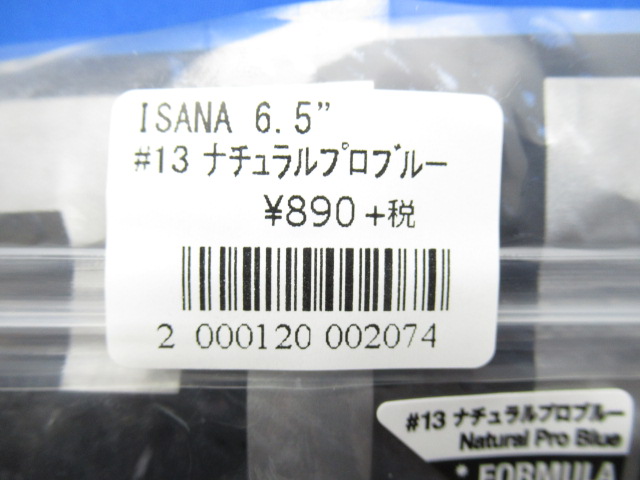 ISANA 6.5”
#13 ナチュラルプロブルー
¥890 +税
2 000120 002074
#13 ナチュラルプロブルー
Natural Pro Blue
* FORMULA